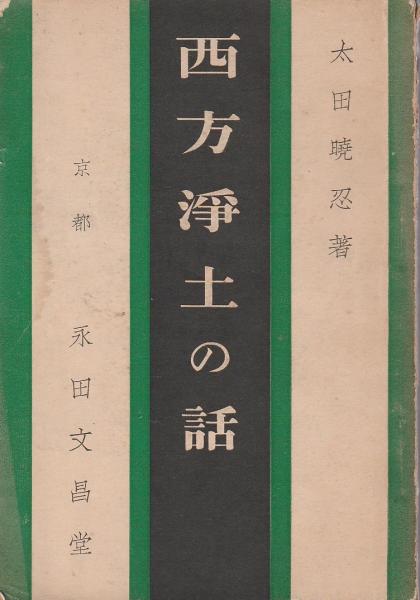 太田曉忍著
西方淨土の話
京都 永田文昌堂